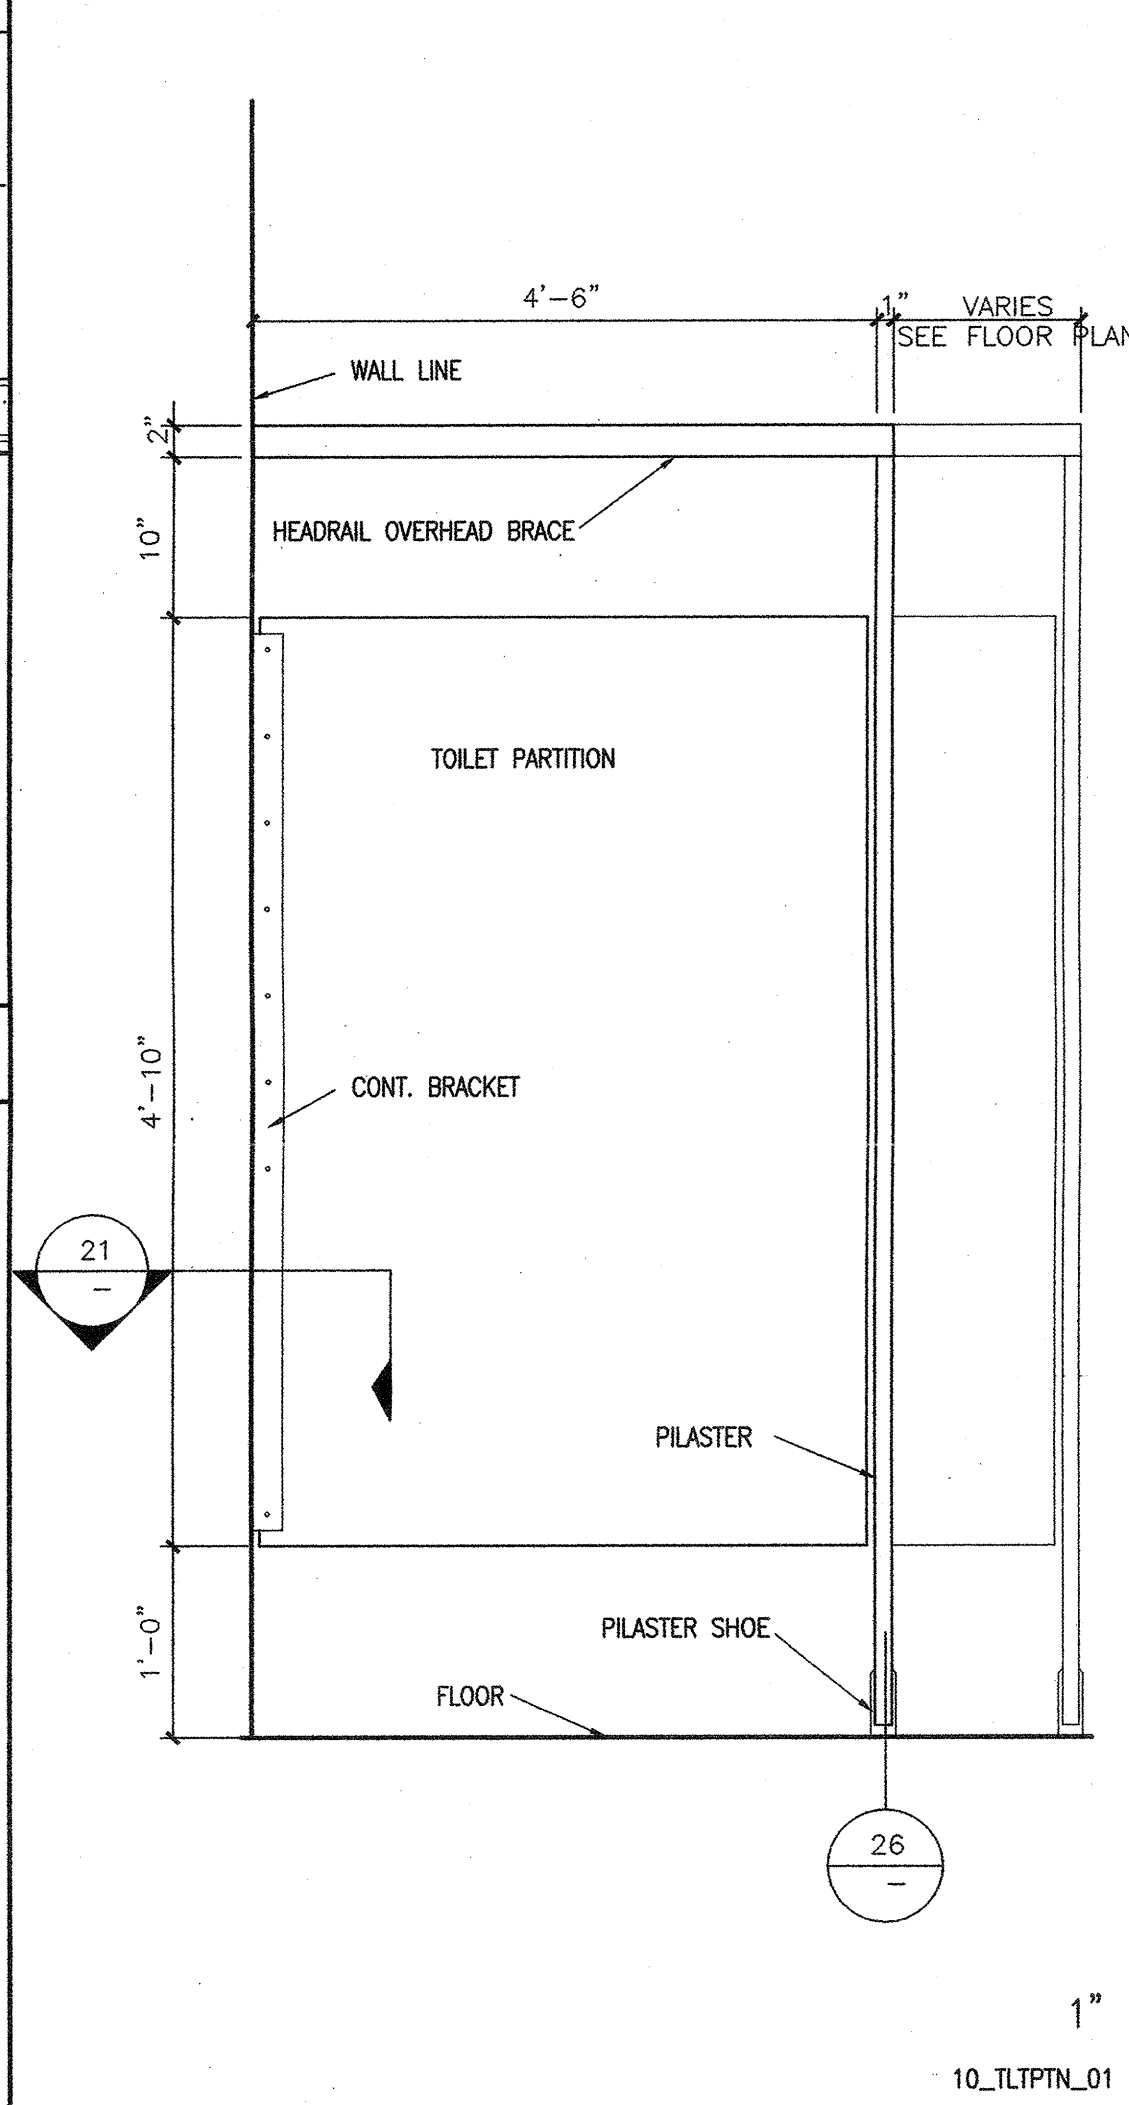 4'-6"
1"
VARIES
SEE FLOOR PLAN
WALL LINE
2"
10"
HEADRAIL OVERHEAD BRACE
TOILET PARTITION
4'-10"
CONT. BRACKET
21
-
PILASTER
1'-0"
PILASTER SHOE
FLOOR
26
-
1"
10_TLTPTN_01